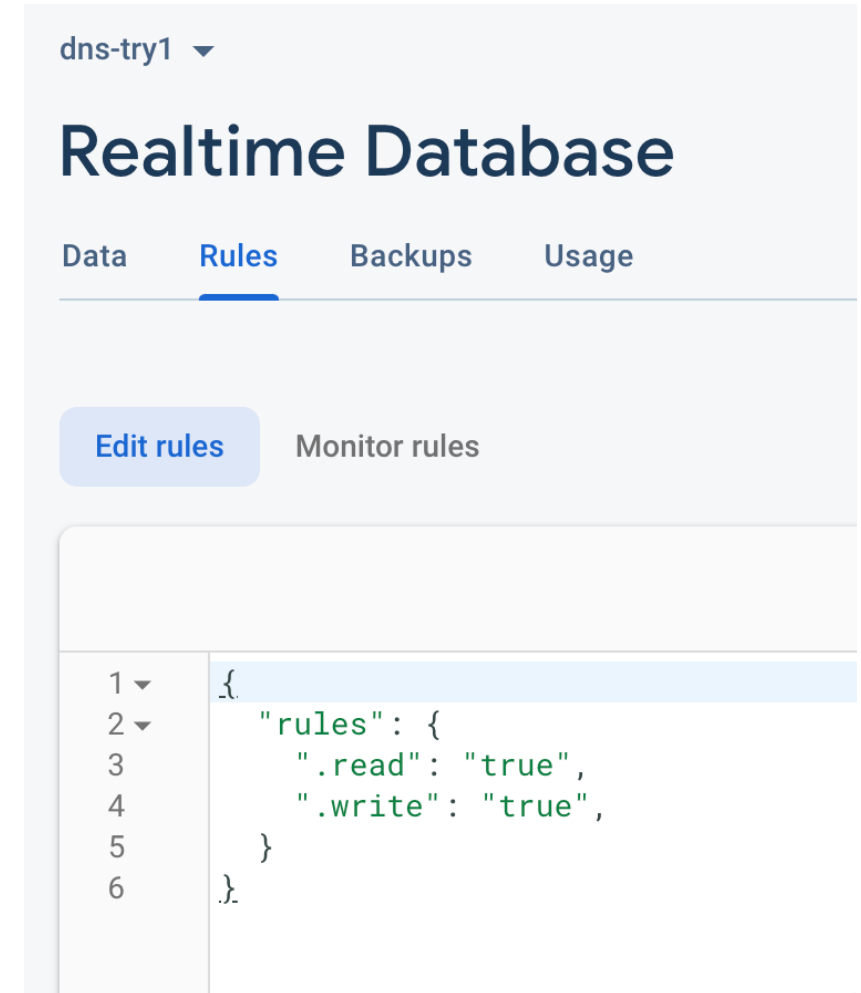 dns-try1
Realtime Database
Data Rules Backups Usage
Edit rules Monitor rules
1 {
2 "rules": {
3 ".read": "true",
4 ".write": "true",
5 }
6 }